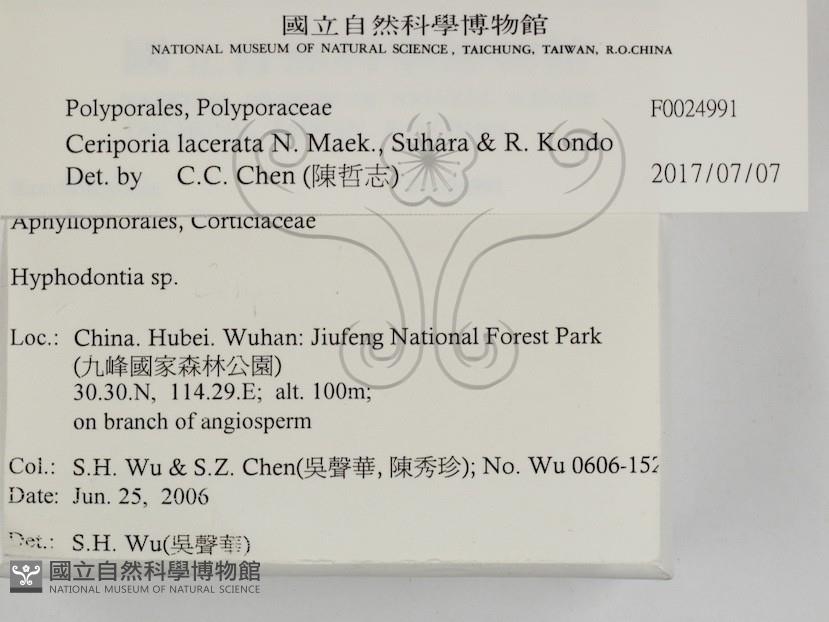 國立自然科學博物館
NATIONAL MUSEUM OF NATURAL SCIENCE, TAICHUNG, TAIWAN, R.O.CHINA
Polyporales, Polyporaceae F0024991
Ceriporia lacerata N. Maek., Suhara & R. Kondo
Det. by C.C. Chen (陳哲志) 2017/07/07
Aphyllophorales, Corticiaceae
Hyphodontia sp.
Loc.: China. Hubei. Wuhan: Jiufeng National Forest Park
(九峰國家森林公園)
30.30.N, 114.29.E; alt. 100m;
on branch of angiosperm
Col.: S.H. Wu & S.Z. Chen(吳聲華, 陳秀珍); No. Wu 0606-152
Date: Jun. 25, 2006
Det.: S.H. Wu(吳聲華)
國立自然科學博物館
NATIONAL MUSEUM OF NATURAL SCIENCE